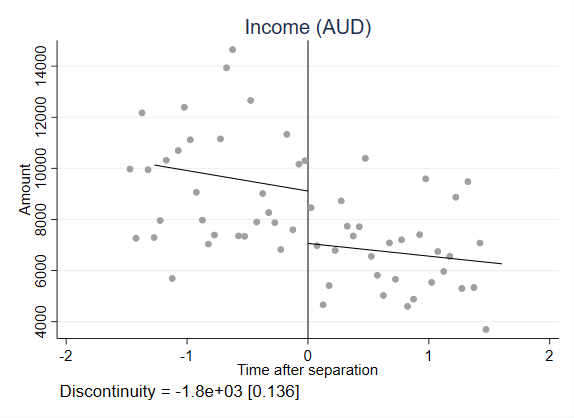 Income (AUD)
14000
12000
10000
8000
6000
4000
Amount
-2
-1
0
1
2
Time after separation
Discontinuity = -1.8e+03 [0.136]